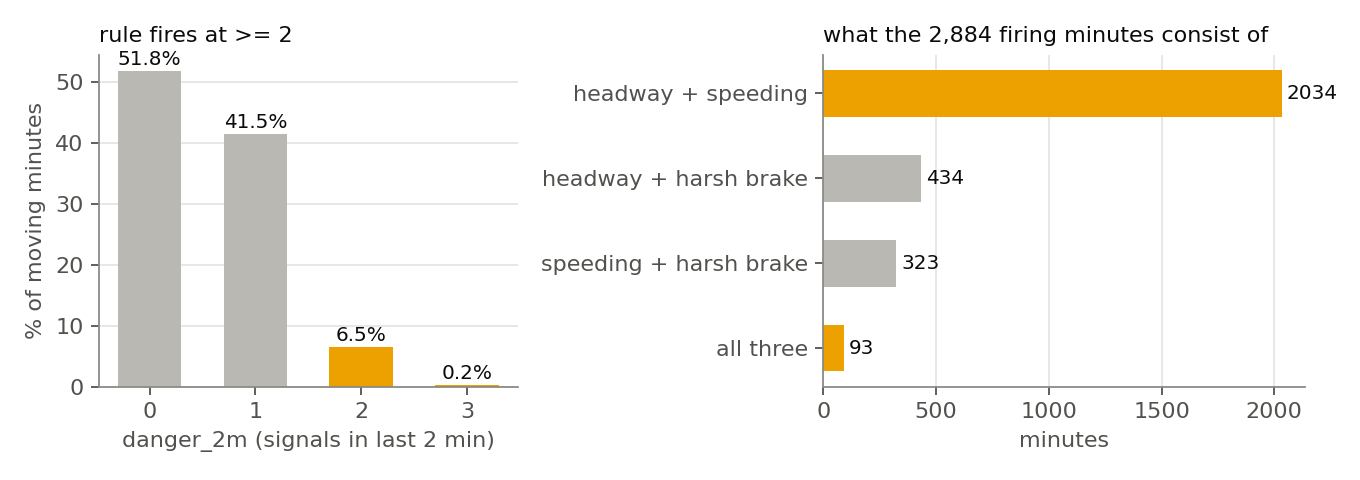 rule fires at >= 2
51.8%
41.5%
6.5%
0.2%
% of moving minutes
50
40
30
20
10
0
0 1 2 3
danger_2m (signals in last 2 min)
what the 2,884 firing minutes consist of
headway + speeding 2034
headway + harsh brake 434
speeding + harsh brake 323
all three 93
0 500 1000 1500 2000
minutes